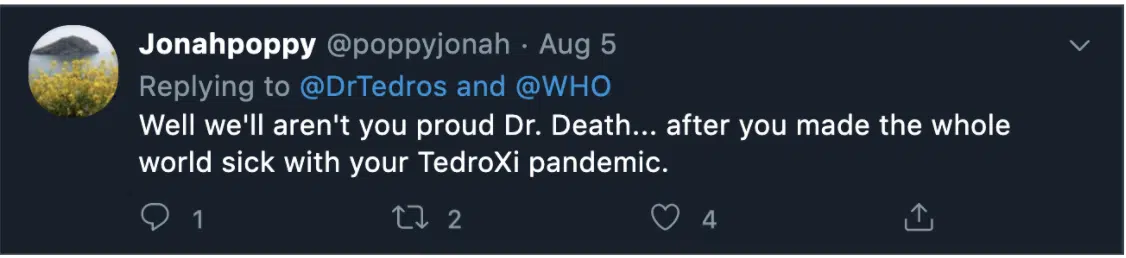 Jonahpoppy @poppyjonah · Aug 5
Replying to @DrTedros and @WHO
Well we'll aren't you proud Dr. Death... after you made the whole
world sick with your TedroXi pandemic.
1 2 4